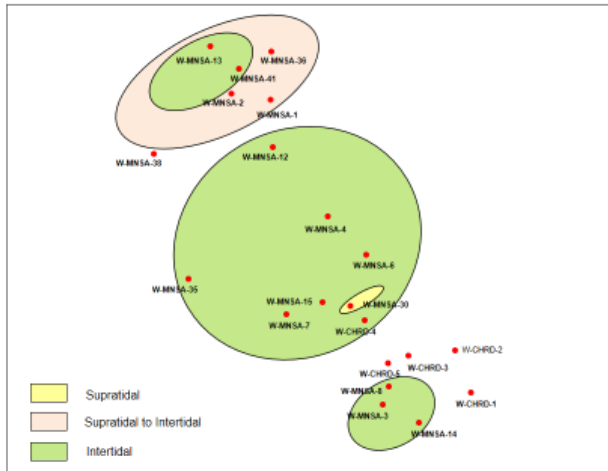 W-MNSA-13
W-MNSA-36
W-MNSA-41
W-MNSA-2
W-MNSA-1
W-MNSA-12
W-MNSA-38
W-MNSA-4
W-MNSA-6
W-MNSA-35
W-MNSA-15
W-MNSA-30
W-MNSA-7
W-CHRD-4
W-CHRD-2
W-CHRD-3
W-CHRD-5
W-MNSA-8
W-CHRD-1
W-MNSA-3
W-MNSA-14
Supratidal
Supratidal to Intertidal
Intertidal